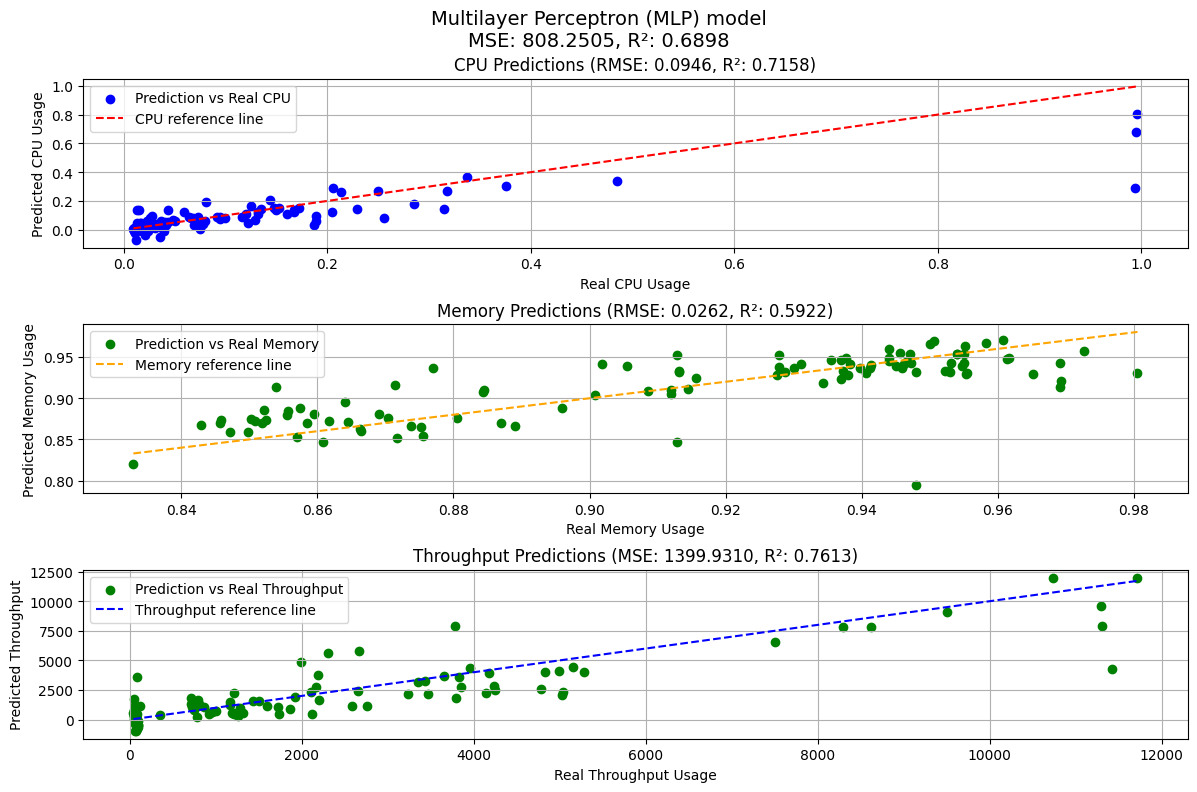 Multilayer Perceptron (MLP) model
MSE: 808.2505, R²: 0.6898
CPU Predictions (RMSE: 0.0946, R²: 0.7158)
Predicted CPU Usage
1.0
0.8
0.6
0.4
0.2
0.0
Prediction vs Real CPU
CPU reference line
0.0 0.2 0.4 0.6 0.8 1.0
Real CPU Usage
Memory Predictions (RMSE: 0.0262, R²: 0.5922)
Predicted Memory Usage
0.95
0.90
0.85
0.80
Prediction vs Real Memory
Memory reference line
0.84 0.86 0.88 0.90 0.92 0.94 0.96 0.98
Real Memory Usage
Throughput Predictions (MSE: 1399.9310, R²: 0.7613)
Predicted Throughput
12500
10000
7500
5000
2500
0
Prediction vs Real Throughput
Throughput reference line
0 2000 4000 6000 8000 10000 12000
Real Throughput Usage